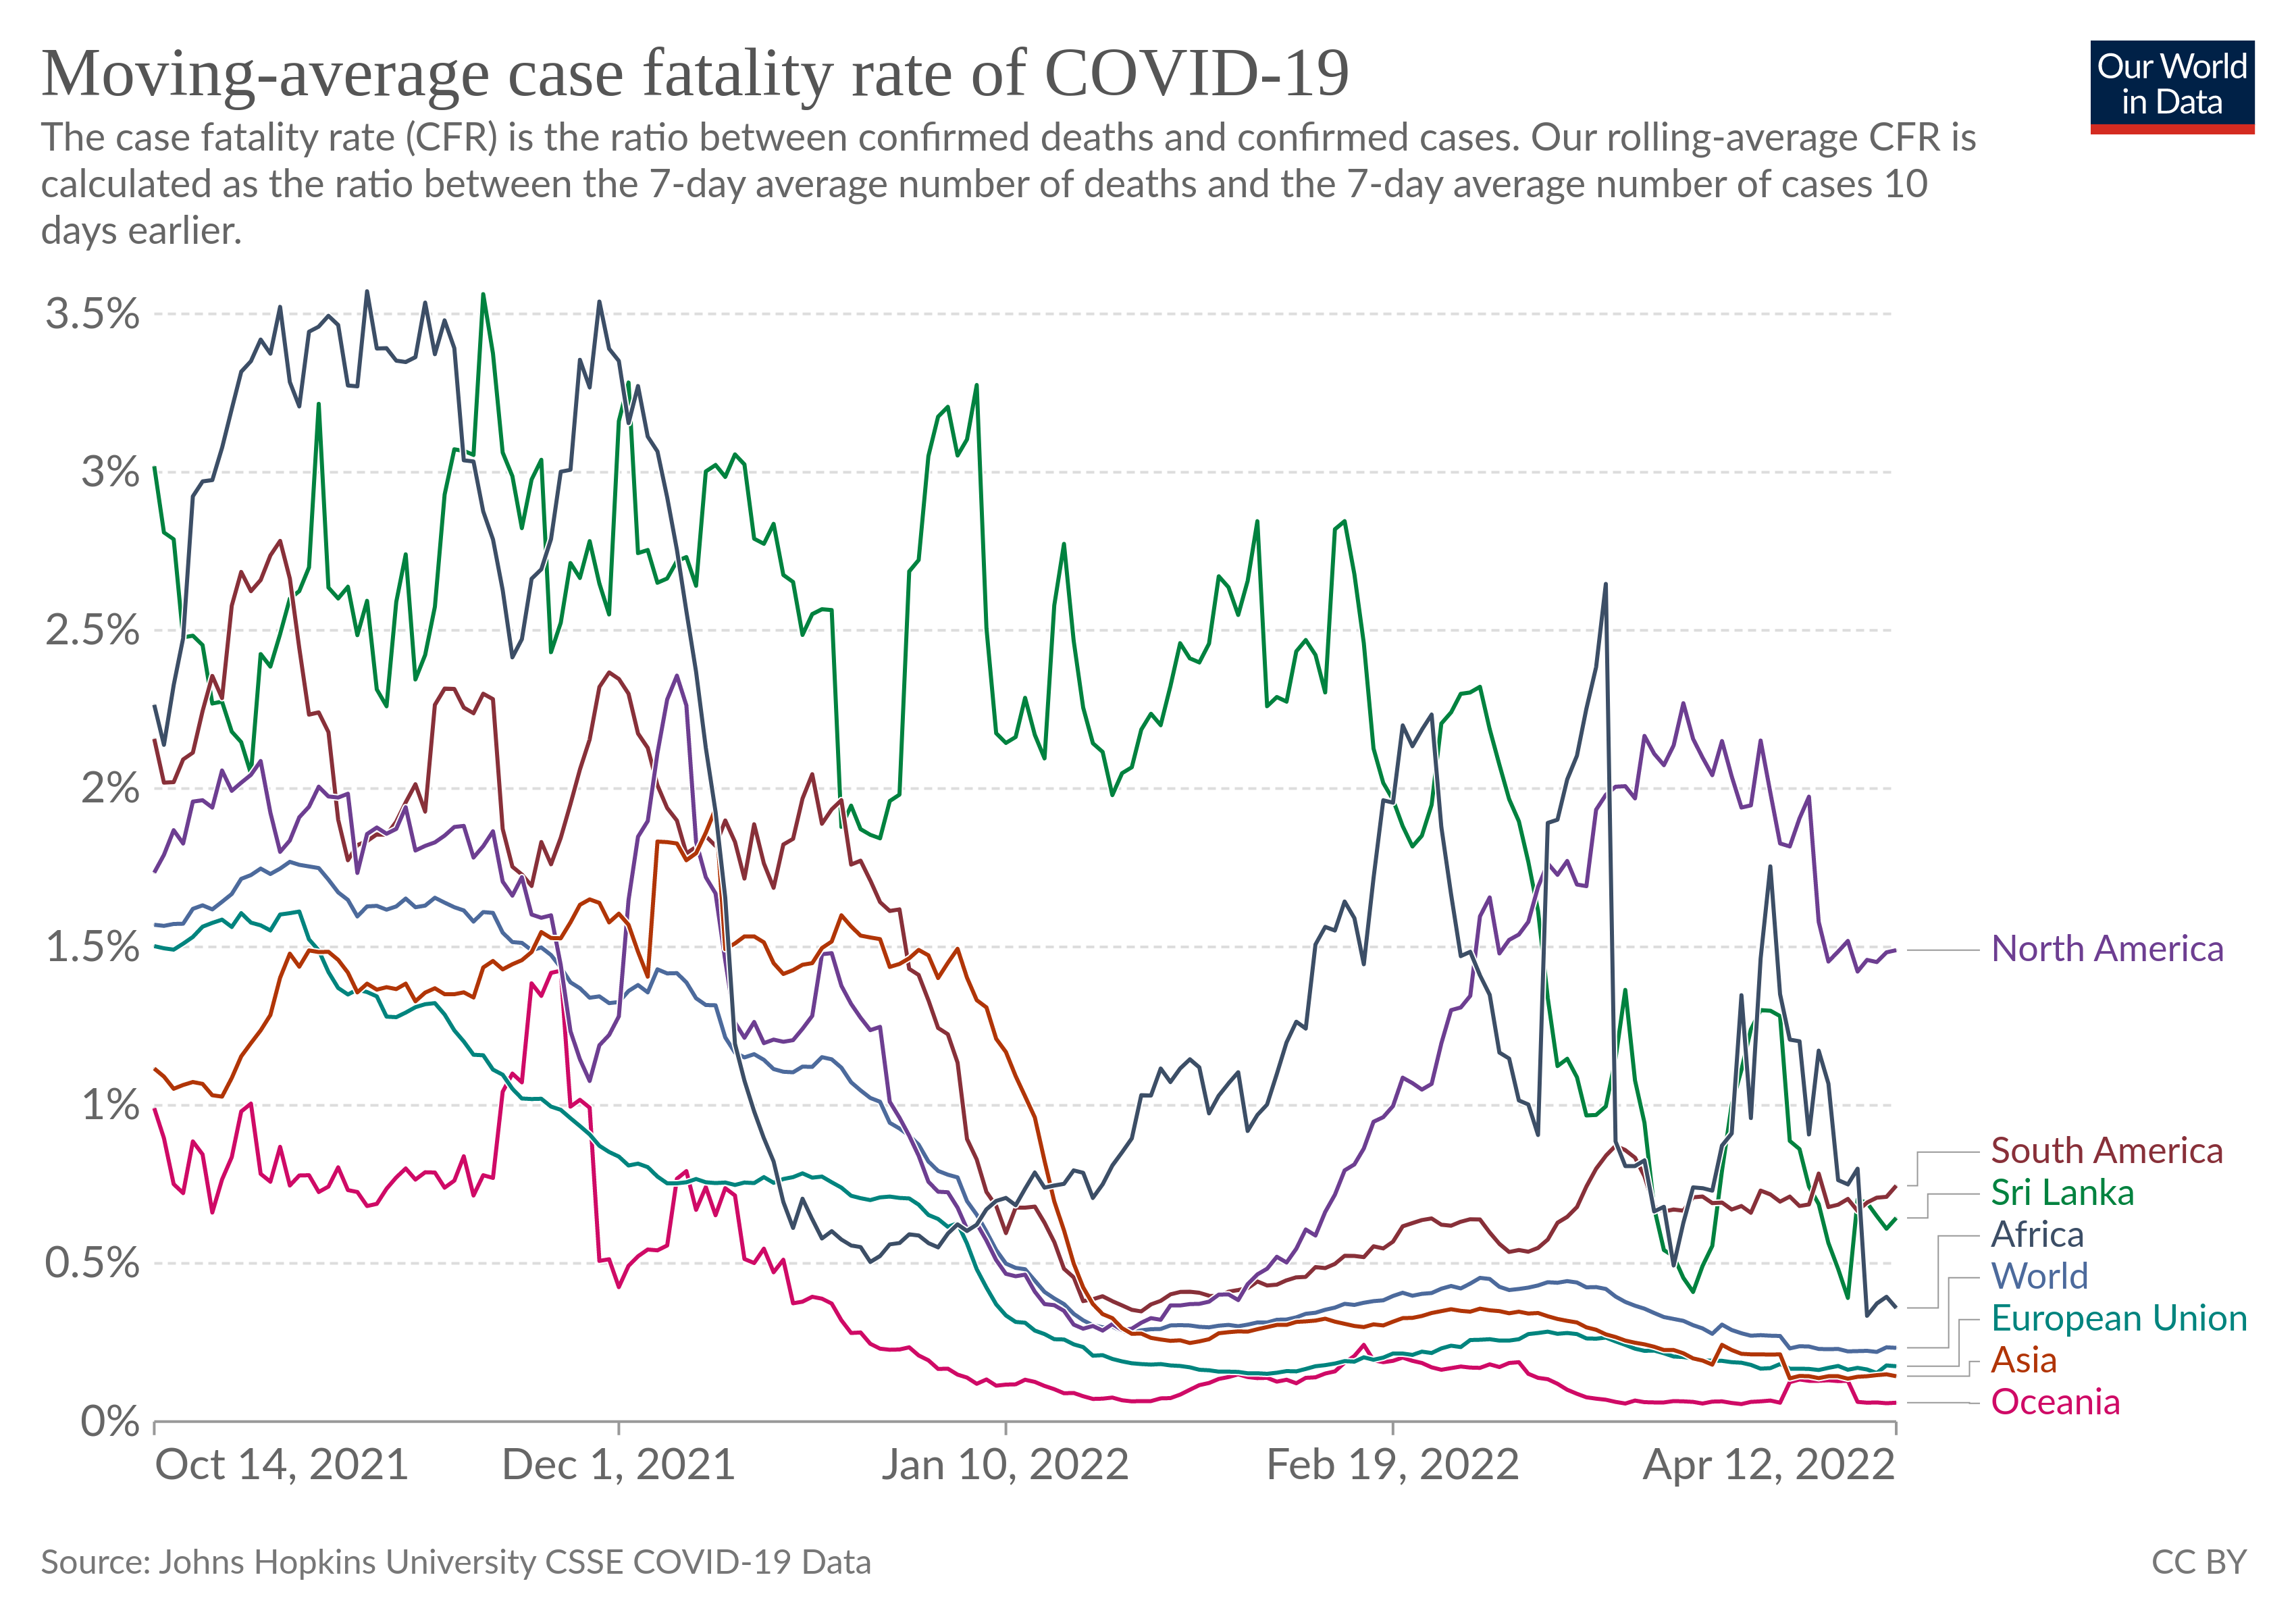 Moving-average case fatality rate of COVID-19
Our World
in Data
The case fatality rate (CFR) is the ratio between confirmed deaths and confirmed cases. Our rolling-average CFR is
calculated as the ratio between the 7-day average number of deaths and the 7-day average number of cases 10
days earlier.
3.5%
3%
2.5%
2%
1.5%
1%
0.5%
0%
North America
South America
Sri Lanka
Africa
World
European Union
Asia
Oceania
Oct 14, 2021
Dec 1, 2021
Jan 10, 2022
Feb 19, 2022
Apr 12, 2022
Source: Johns Hopkins University CSSE COVID-19 Data
CC BY